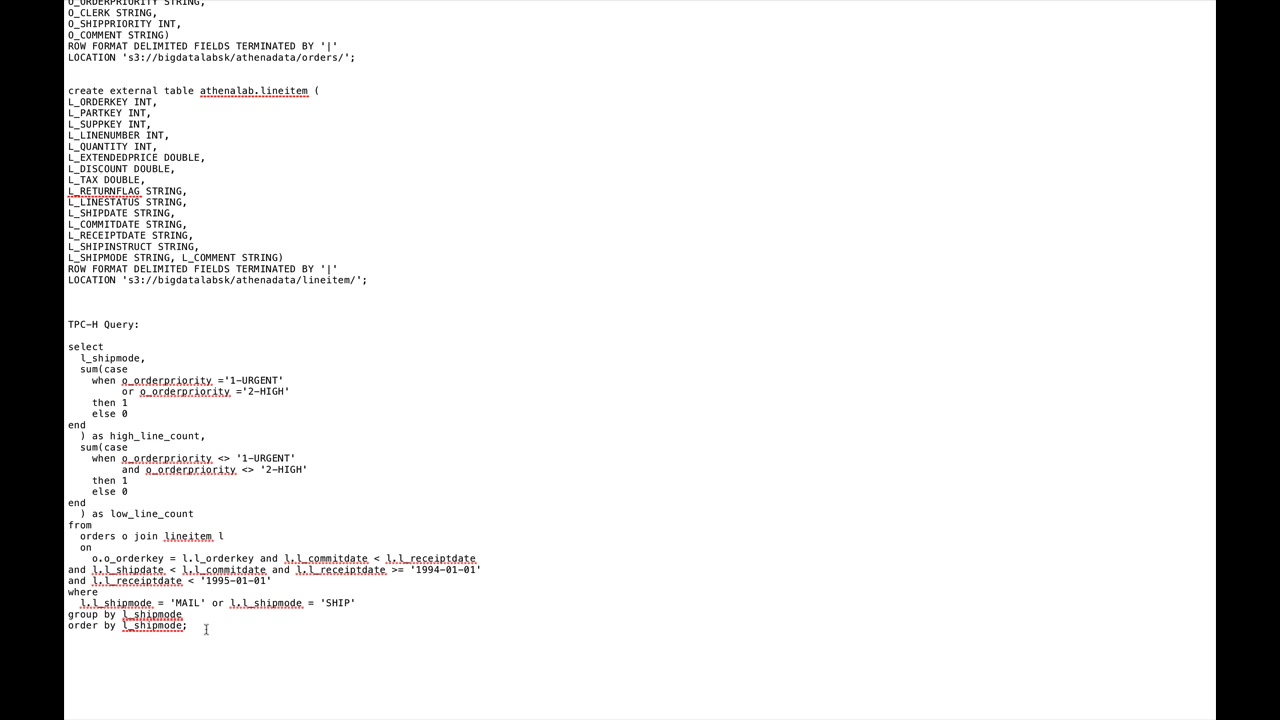 O_ORDERPRIORITY STRING,
O_CLERK STRING,
O_SHIPPRIORITY INT,
O_COMMENT STRING)
ROW FORMAT DELIMITED FIELDS TERMINATED BY '|'
LOCATION 's3://bigdatalabsk/athenadata/orders/';
create external table athenalab.lineitem (
L_ORDERKEY INT,
L_PARTKEY INT,
L_SUPPKEY INT,
L_LINENUMBER INT,
L_QUANTITY INT,
L_EXTENDEDPRICE DOUBLE,
L_DISCOUNT DOUBLE,
L_TAX DOUBLE,
L_RETURNFLAG STRING,
L_LINESTATUS STRING,
L_SHIPDATE STRING,
L_COMMITDATE STRING,
L_RECEIPTDATE STRING,
L_SHIPINSTRUCT STRING,
L_SHIPMODE STRING, L_COMMENT STRING)
ROW FORMAT DELIMITED FIELDS TERMINATED BY '|'
LOCATION 's3://bigdatalabsk/athenadata/lineitem/';
TPC-H Query:
select
l_shipmode,
sum(case
when o_orderpriority ='1-URGENT'
or o_orderpriority ='2-HIGH'
then 1
else 0
end
) as high_line_count,
sum(case
when o_orderpriority <> '1-URGENT'
and o_orderpriority <> '2-HIGH'
then 1
else 0
end
) as low_line_count
from
orders o join lineitem l
on
o.o_orderkey = l.l_orderkey and l.l_commitdate < l.l_receiptdate
and l.l_shipdate < l.l_commitdate and l.l_receiptdate >= '1994-01-01'
and l.l_receiptdate < '1995-01-01'
where
l.l_shipmode = 'MAIL' or l.l_shipmode = 'SHIP'
group by l_shipmode
order by l_shipmode;